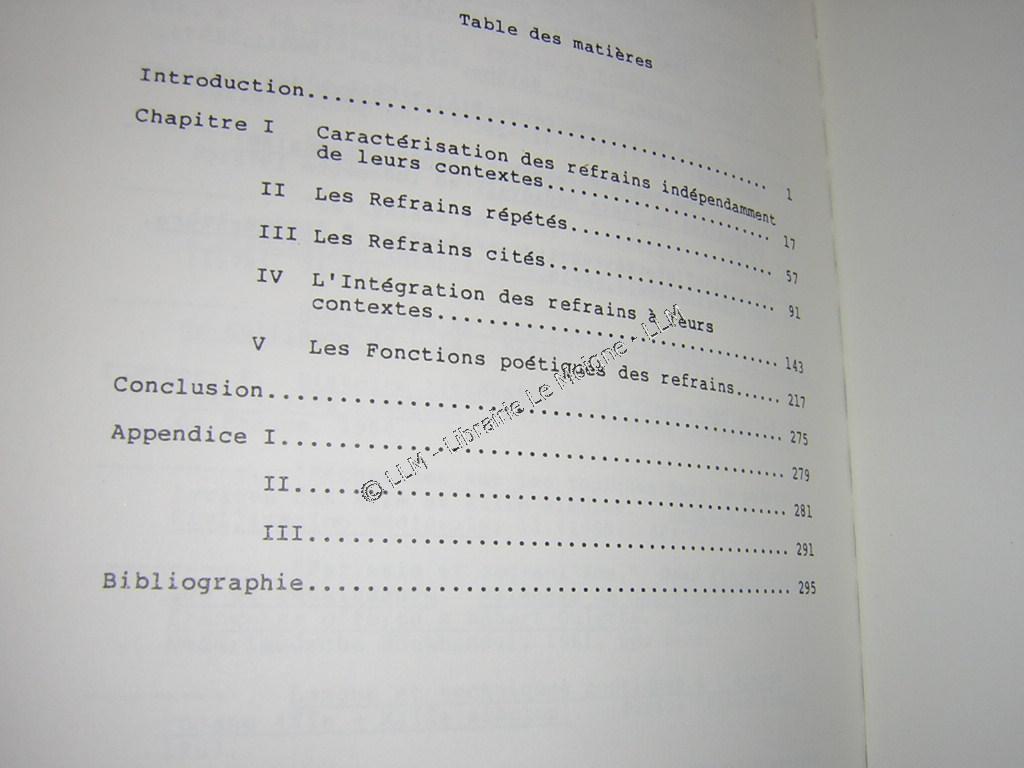 Table des matières
Introduction........................................ 1
Chapitre I Caractérisation des refrains indépendamment
de leurs contextes....................... 17
II Les Refrains répétés..................... 57
III Les Refrains cités....................... 91
IV L'Intégration des refrains à leurs
contextes................................ 143
V Les Fonctions poétiques des refrains...... 217
Conclusion.......................................... 275
Appendice I......................................... 279
II........................................ 281
III....................................... 291
Bibliographie....................................... 295
© LLM - Librairie Le Moigne - LLM